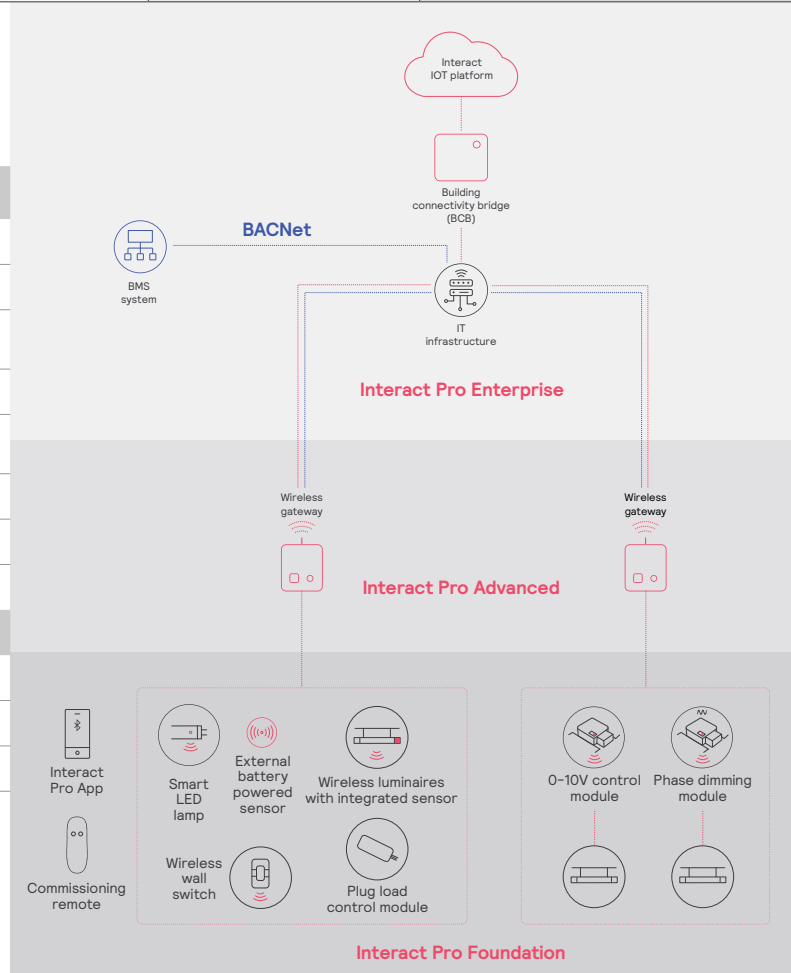 Interact
IOT platform
Building
connectivity bridge
(BCB)
BACNet
BMS
system
IT
infrastructure
Interact Pro Enterprise
Wireless
gateway
Wireless
gateway
Interact Pro Advanced
Interact
Pro App
Smart
LED
lamp
External
battery
powered
sensor
Wireless luminaires
with integrated sensor
0-10V control
module
Phase dimming
module
Commissioning
remote
Wireless
wall
switch
Plug load
control module
Interact Pro Foundation